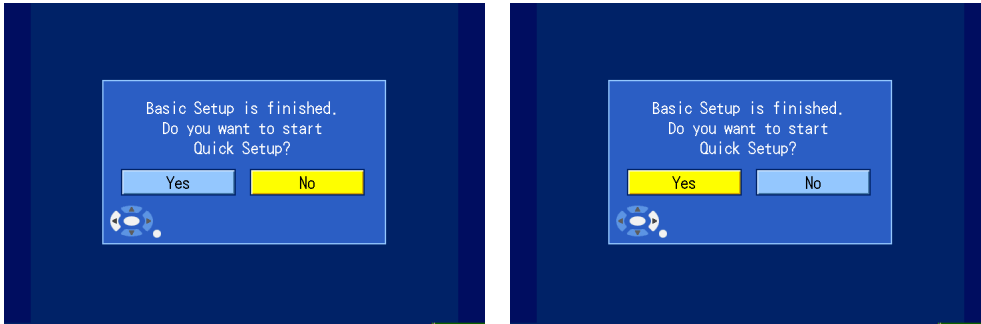 Basic Setup is finished.
Do you want to start
Quick Setup?
Yes No
Basic Setup is finished.
Do you want to start
Quick Setup?
Yes No